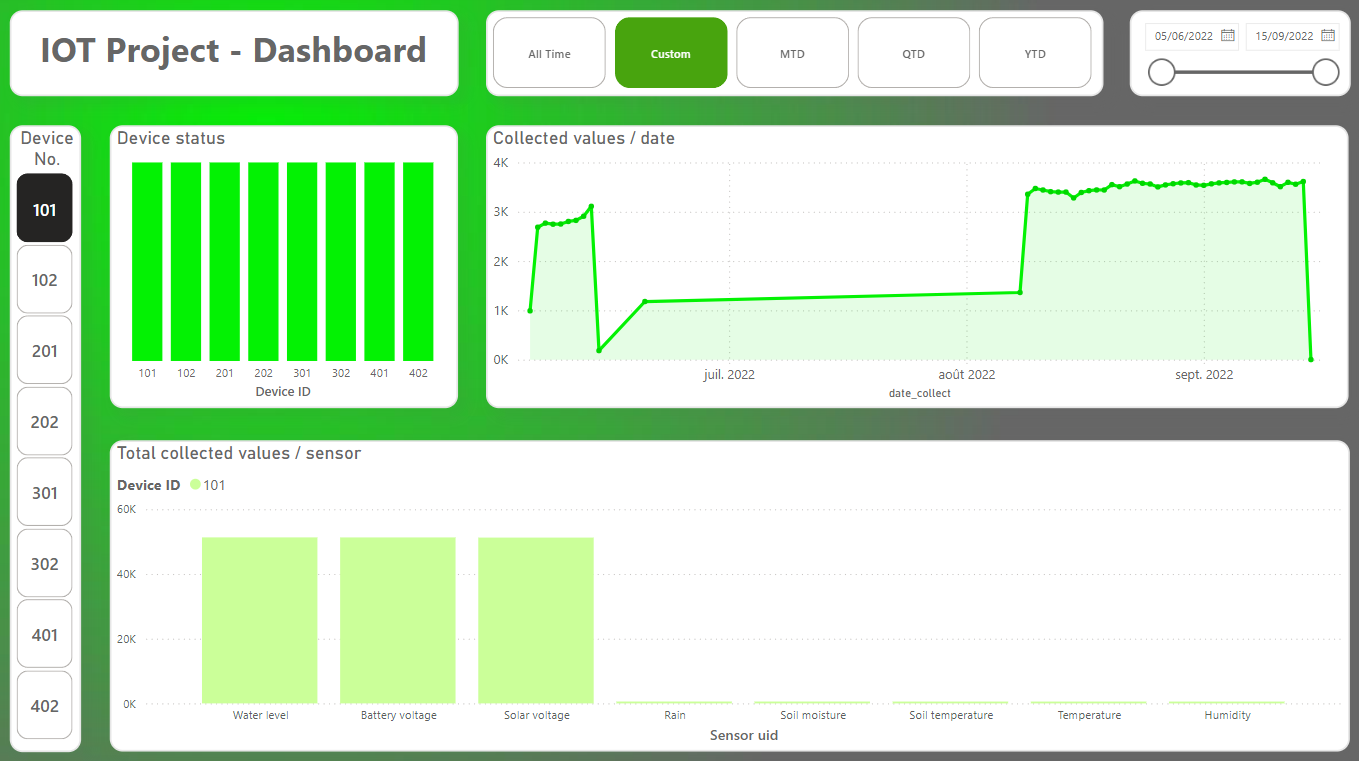 IOT Project - Dashboard
All Time
Custom
MTD
QTD
YTD
05/06/2022
15/09/2022
Device
No.
101
102
201
202
301
302
401
402
Device status
101 102 201 202 301 302 401 402
Device ID
Collected values / date
4K
3K
2K
1K
0K
juil. 2022 août 2022 sept. 2022
date_collect
Total collected values / sensor
Device ID 101
60K
40K
20K
0K
Water level Battery voltage Solar voltage Rain Soil moisture Soil temperature Temperature Humidity
Sensor uid